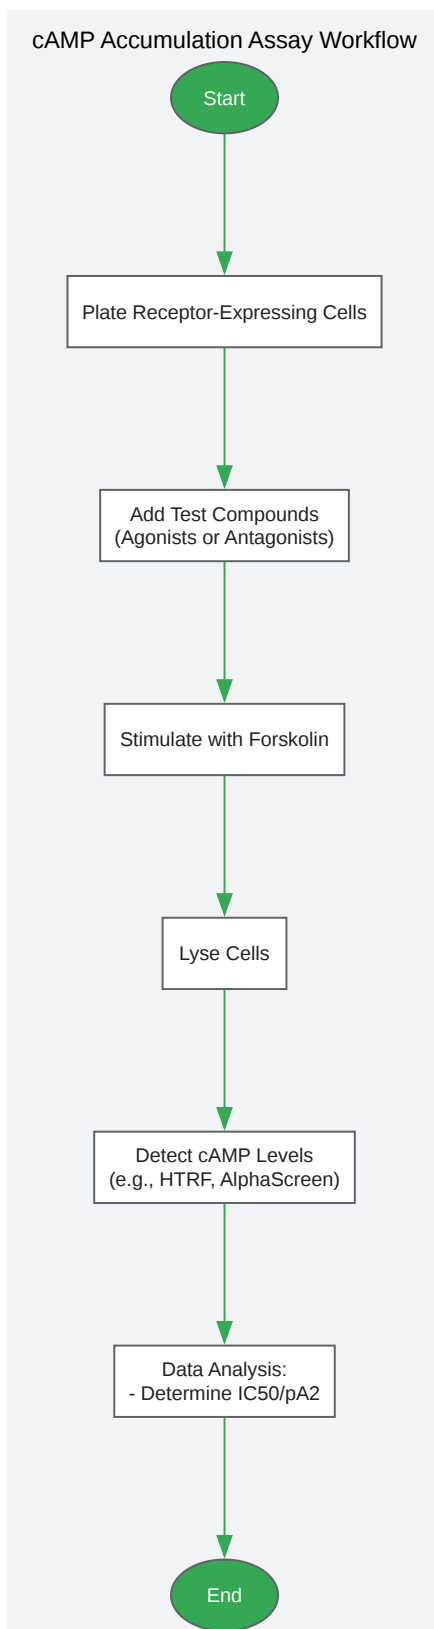 cAMP Accumulation Assay Workflow
Start
Plate Receptor-Expressing Cells
Add Test Compounds
(Agonists or Antagonists)
Stimulate with Forskolin
Lyse Cells
Detect cAMP Levels
(e.g., HTRF, AlphaScreen)
Data Analysis:
- Determine IC50/pA2
End